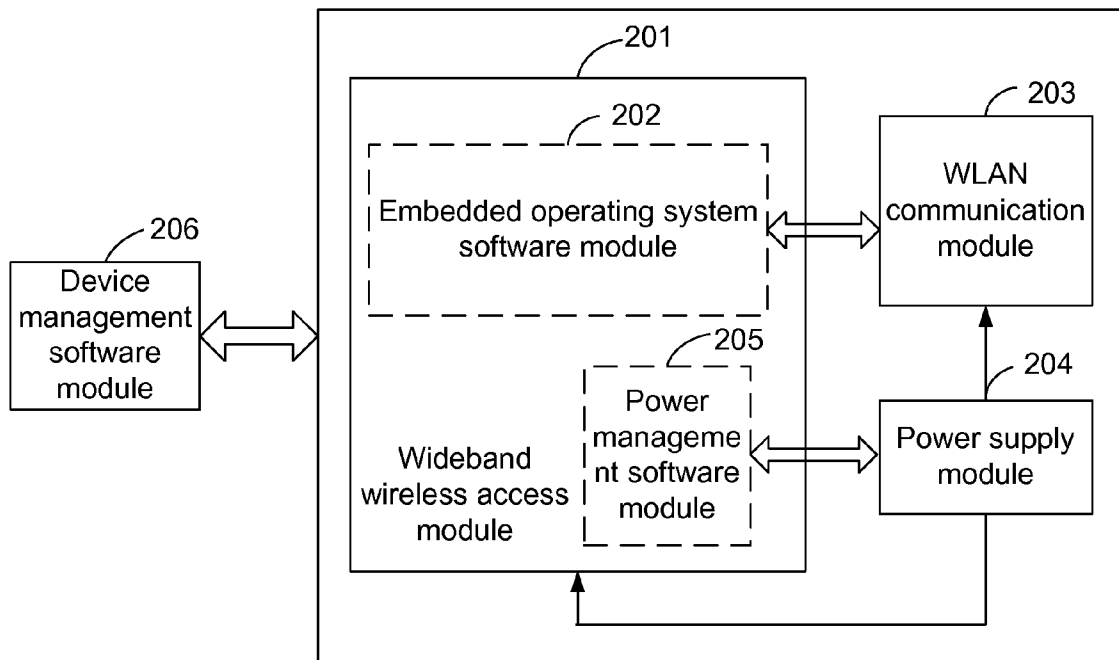 201
202
Embedded operating system
software module
203
WLAN
communication
module
206
Device
management
software
module
205
Power
manageme
nt software
module
204
Power supply
module
Wideband
wireless access
module